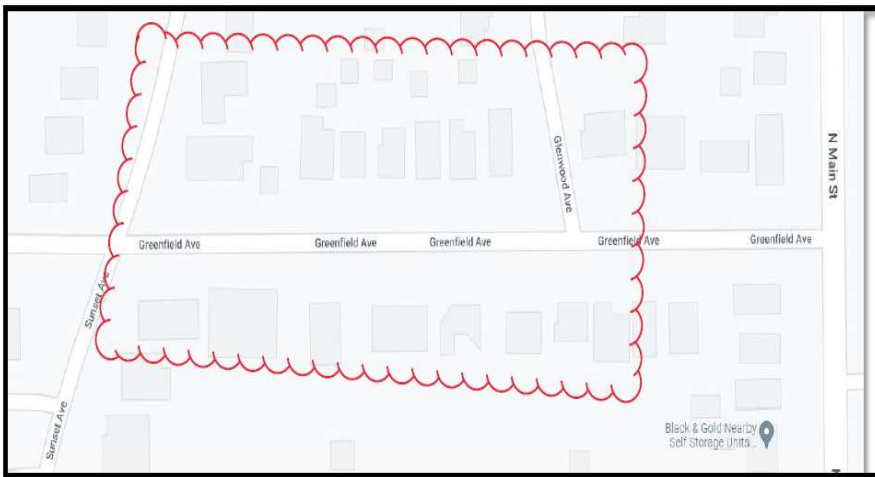 Glenwood Ave
N Main St
Greenfield Ave
Greenfield Ave
Greenfield Ave
Greenfield Ave
Greenfield Ave
Sunset Ave
Sunset Ave
Black & Gold Nearby
Self Storage Units...